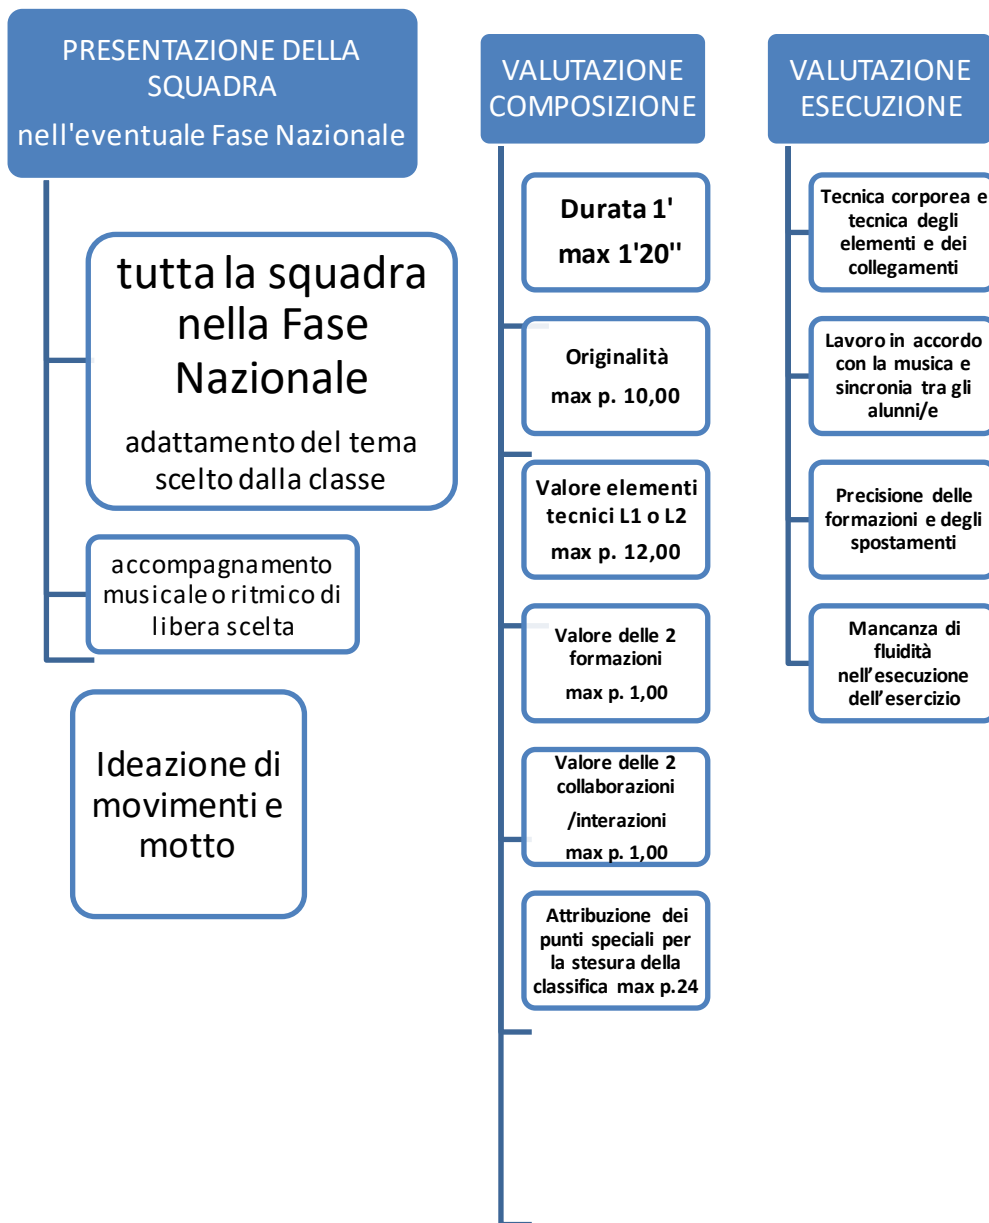 PRESENTAZIONE DELLA
SQUADRA
nell'eventuale Fase Nazionale
tutta la squadra
nella Fase
Nazionale
adattamento del tema
scelto dalla classe
accompagnamento
musicale o ritmico di
libera scelta
Ideazione di
movimenti e
motto
VALUTAZIONE
COMPOSIZIONE
Durata 1'
max 1'20''
Originalità
max p. 10,00
Valore elementi
tecnici L1 o L2
max p. 12,00
Valore delle 2
formazioni
max p. 1,00
Valore delle 2
collaborazioni
/interazioni
max p. 1,00
Attribuzione dei
punti speciali per
la stesura della
classifica max p.24
VALUTAZIONE
ESECUZIONE
Tecnica corporea e
tecnica degli
elementi e dei
collegamenti
Lavoro in accordo
con la musica e
sincronia tra gli
alunni/e
Precisione delle
formazioni e degli
spostamenti
Mancanza di
fluidità
nell'esecuzione
dell'esercizio